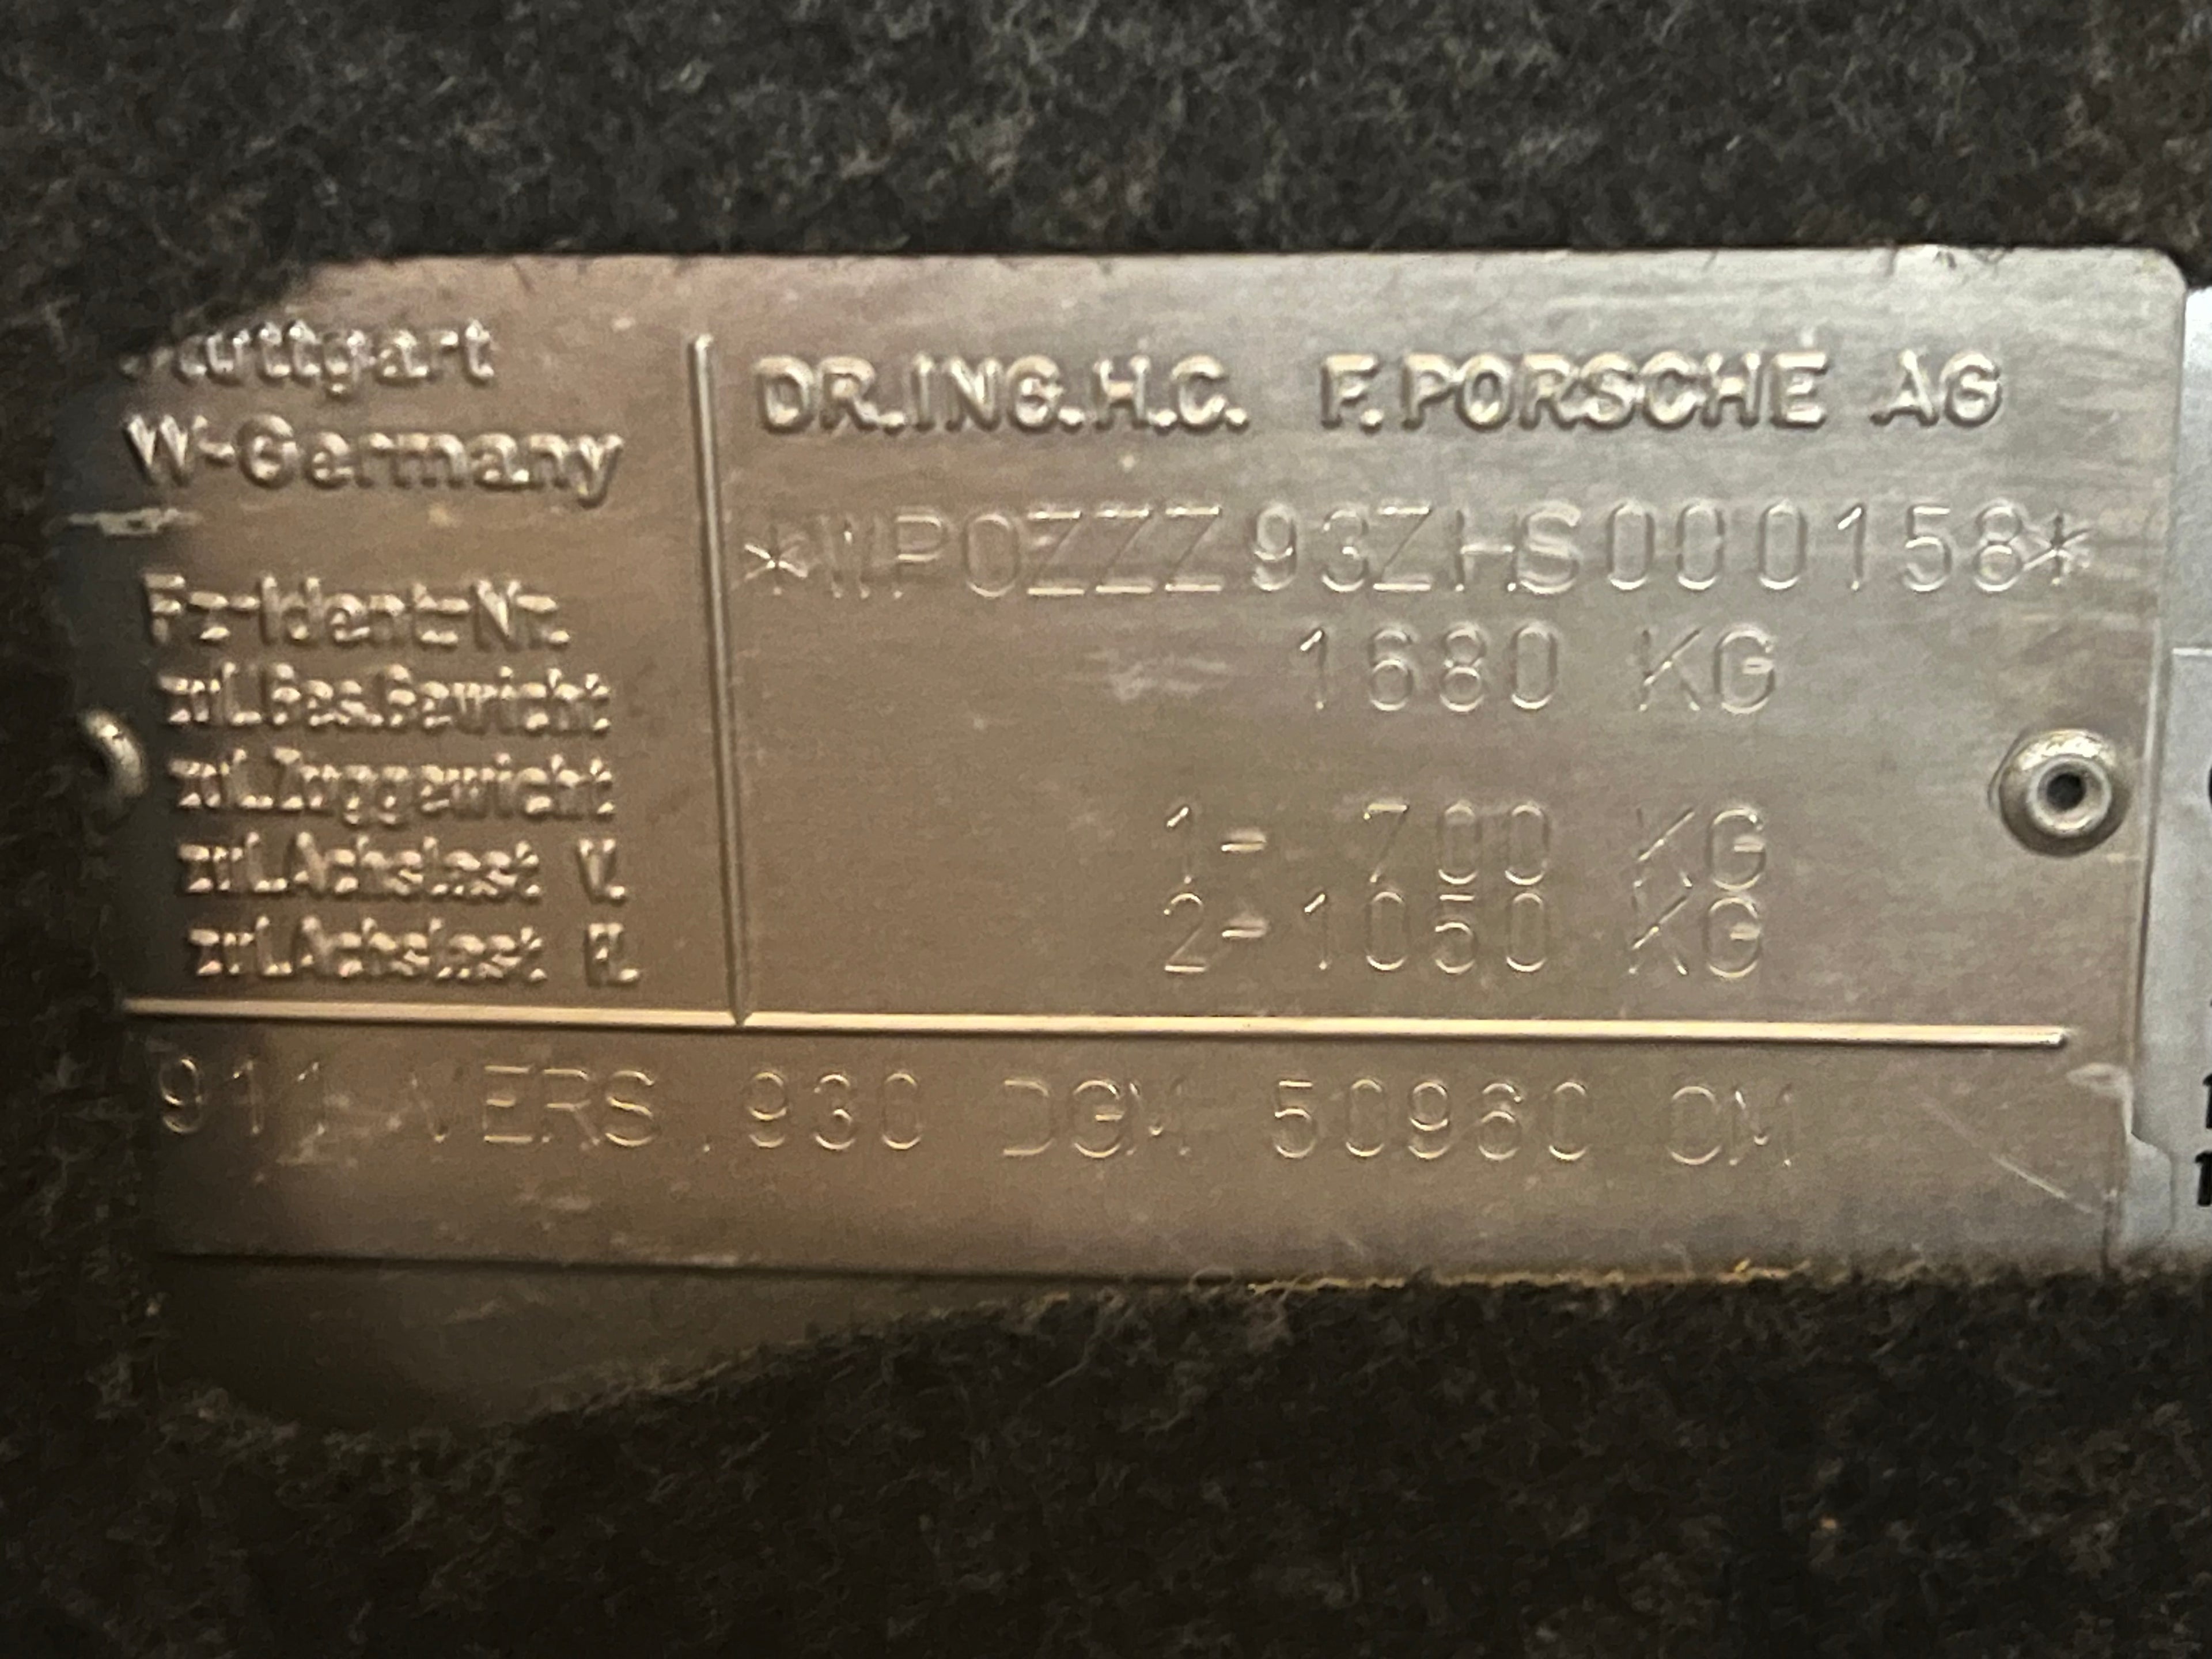 Stuttgart
W-Germany
DR.ING.H.C. F.PORSCHE AG
Fz-Ident-Nr. *WP0ZZZ93ZHS000158*
zul.Ges.Gewicht 1680 KG
zul.Zuggewicht
zul.Achslast V. 1- 700 KG
zul.Achslast H. 2-1050 KG
911 VERS.930 DGM 50960 OM